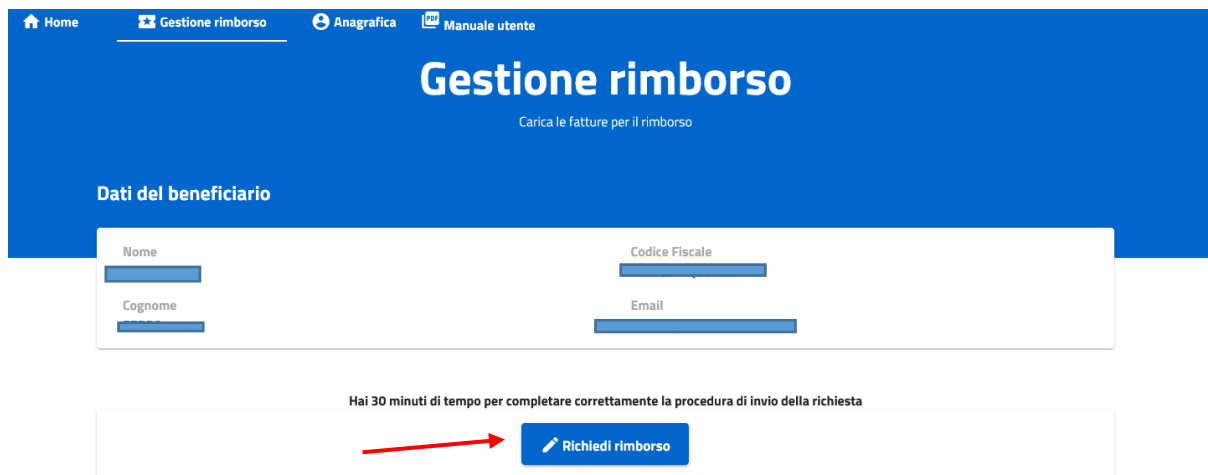 Home Gestione rimborso Anagrafica PDF Manuale utente
Gestione rimborso
Carica le fatture per il rimborso
Dati del beneficiario
Nome Codice Fiscale
Cognome Email
Hai 30 minuti di tempo per completare correttamente la procedura di invio della richiesta
Richiedi rimborso